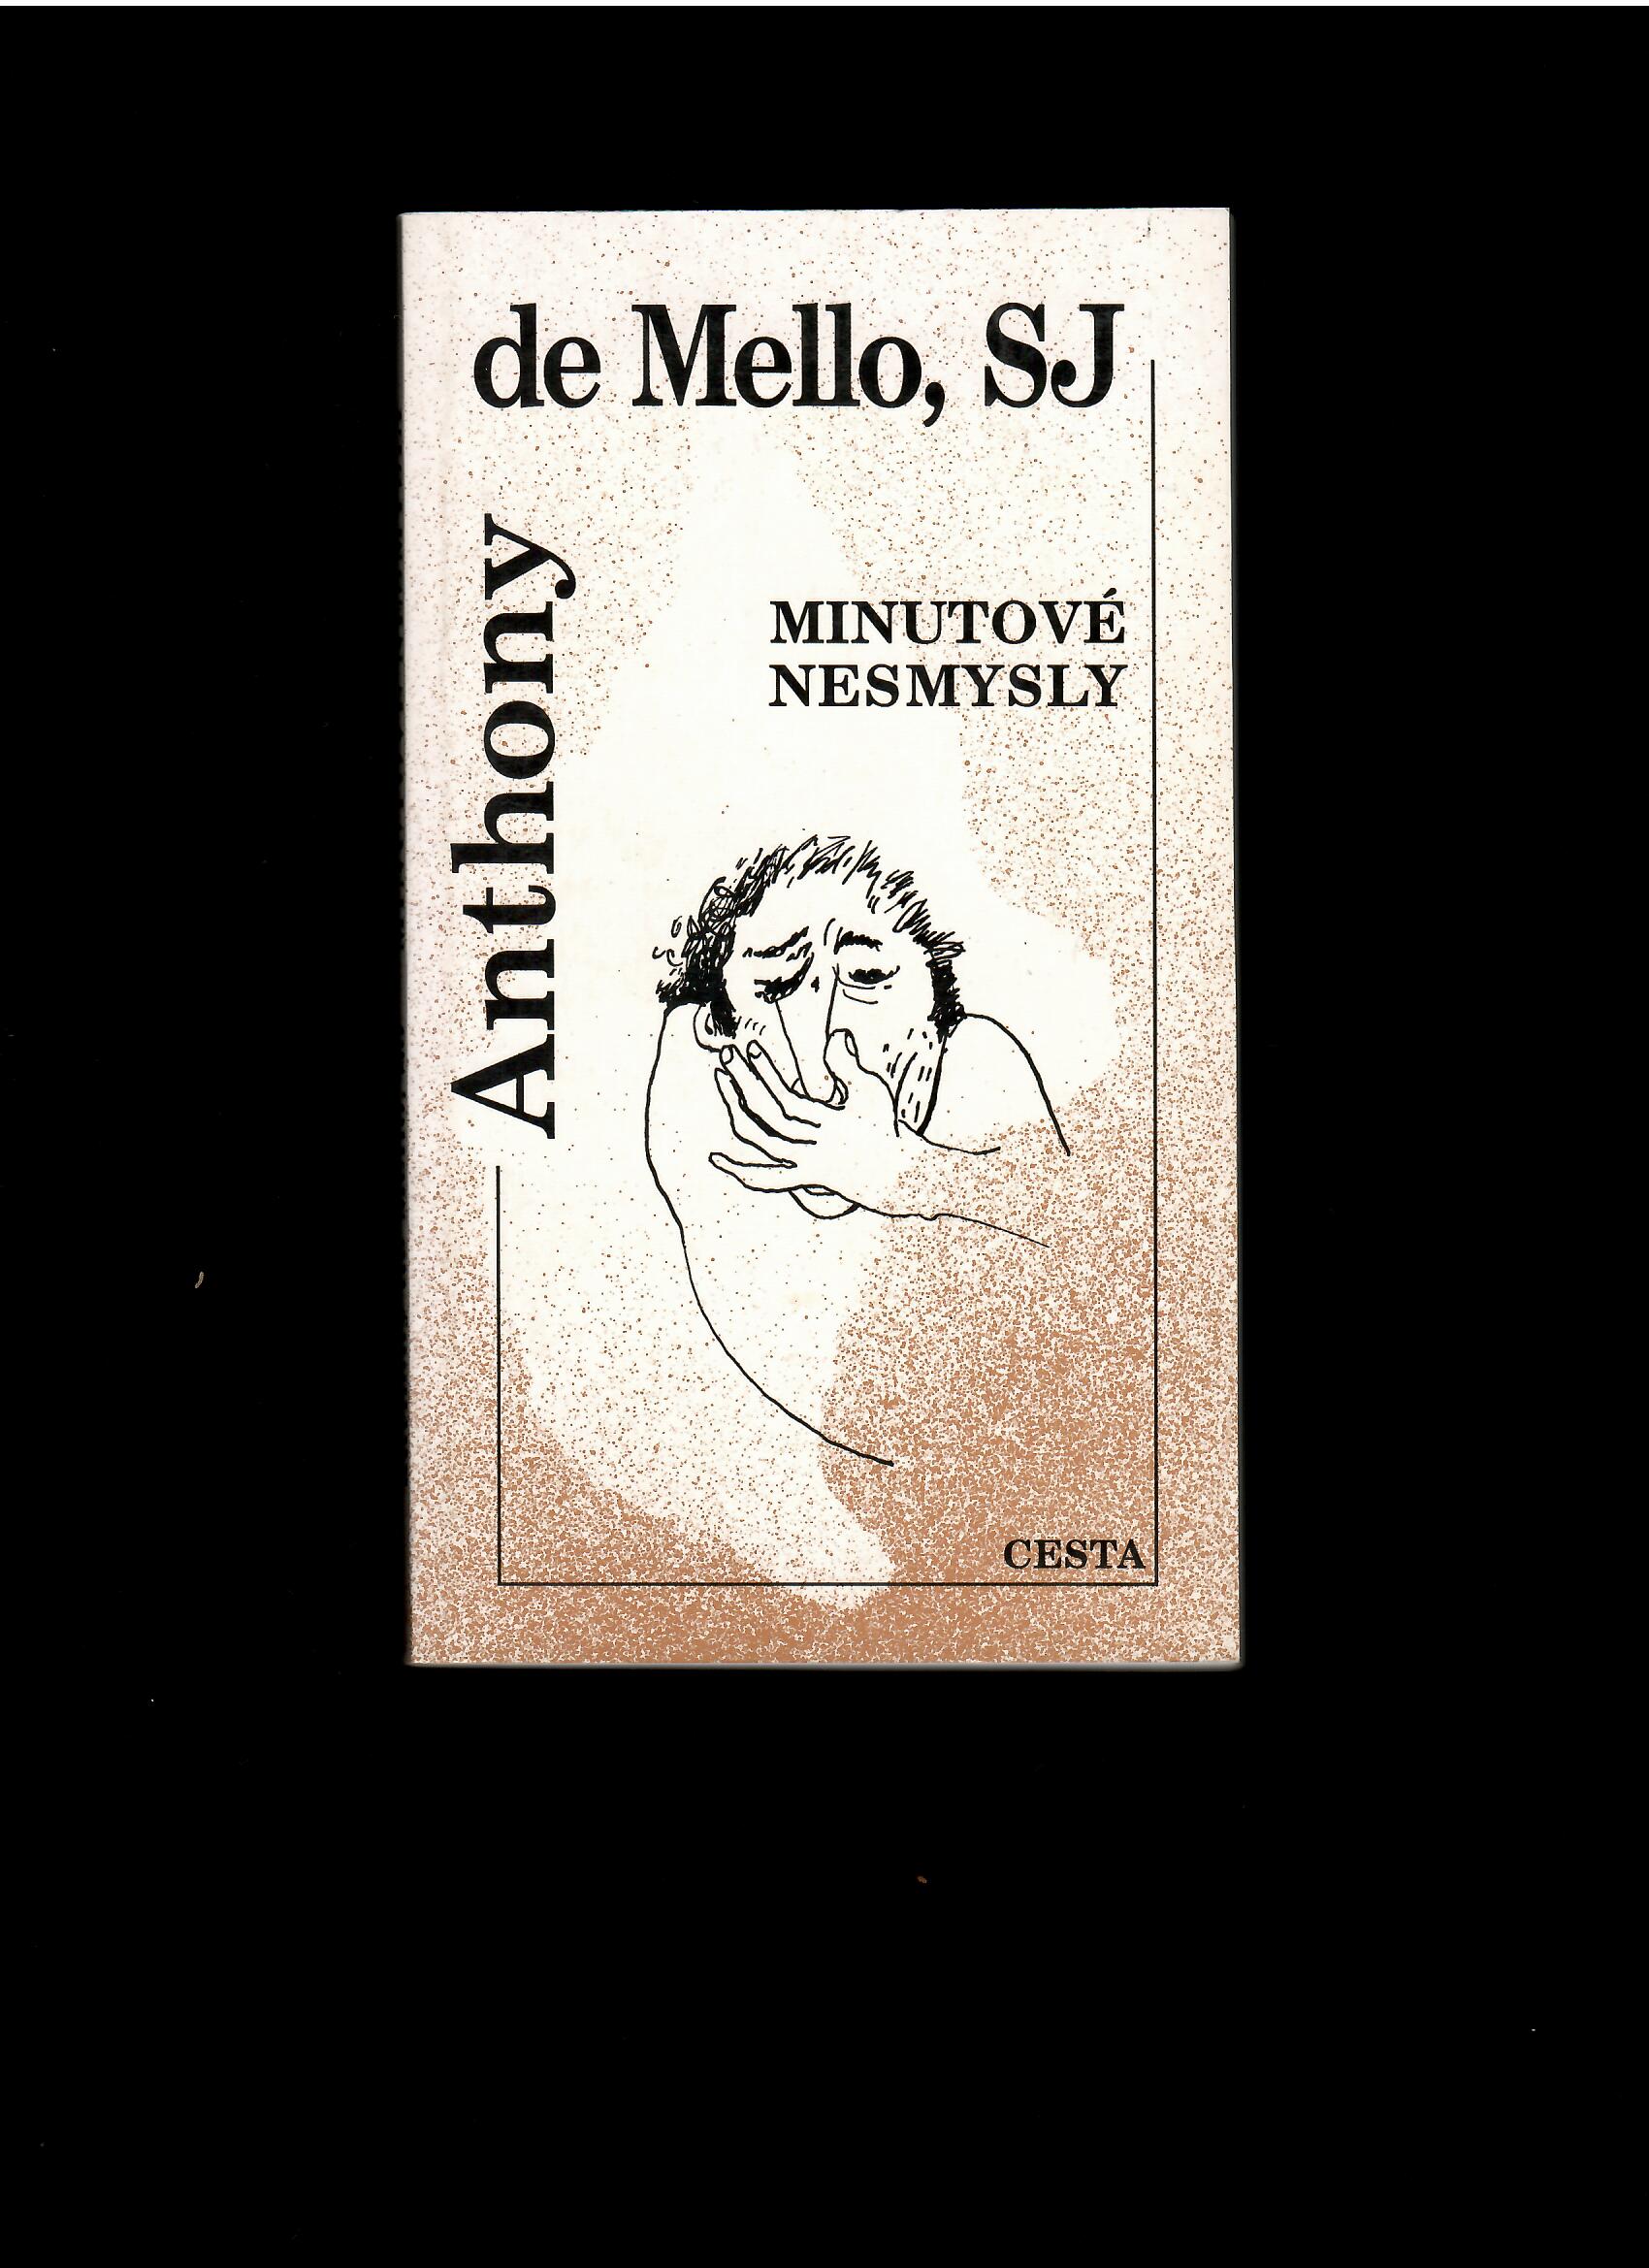 Anthony
de Mello, SJ
MINUTOVÉ
NESMYSLY
CESTA